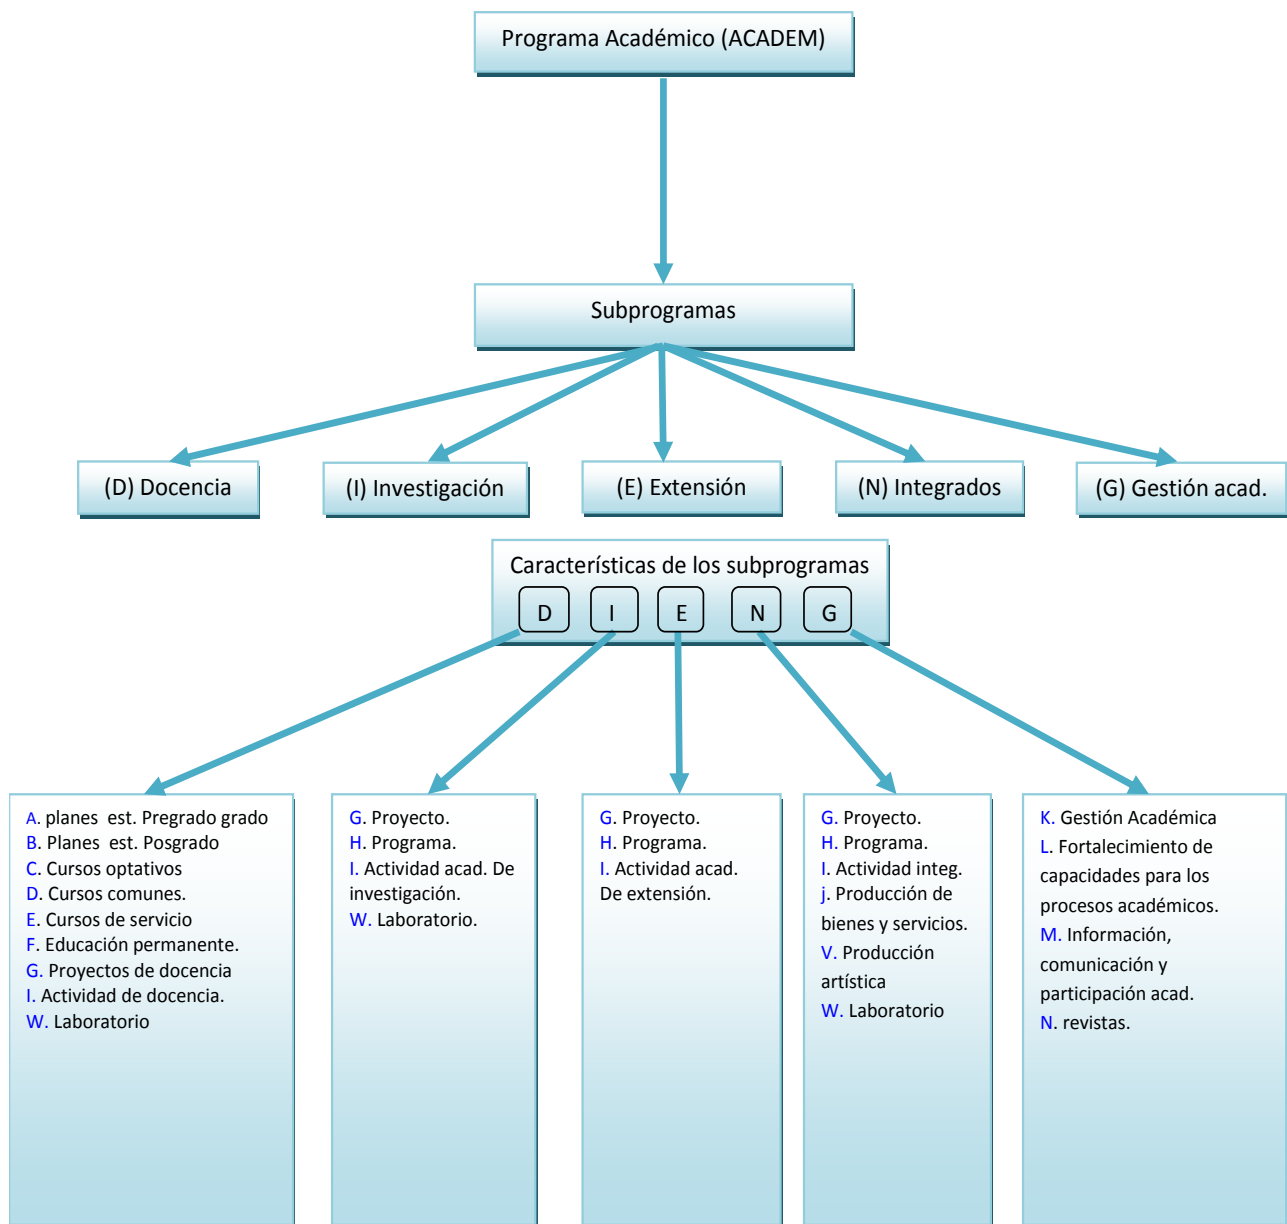 Programa Académico (ACADEM)
Subprogramas
(D) Docencia
(I) Investigación
(E) Extensión
(N) Integrados
(G) Gestión acad.
Característícas de los subprogramas
D
I
E
N
G
A. planes est. Pregrado grado
B. Planes est. Posgrado
C. Cursos optativos
D. Cursos comunes.
E. Cursos de servicio
F. Educación permanente.
G. Proyectos de docencia
I. Actividad de docencia.
W. Laboratorio
G. Proyecto.
H. Programa.
I. Actividad acad. De
investigación.
W. Laboratorio.
G. Proyecto.
H. Programa.
I. Actividad acad.
De extensión.
G. Proyecto.
H. Programa.
I. Actividad integ.
j. Producción de
bienes y servicios.
V. Producción
artística
W. Laboratorio
K. Gestión Académica
L. Fortalecimiento de
capacidades para los
procesos académicos.
M. Información,
comunicación y
participación acad.
N. revistas.